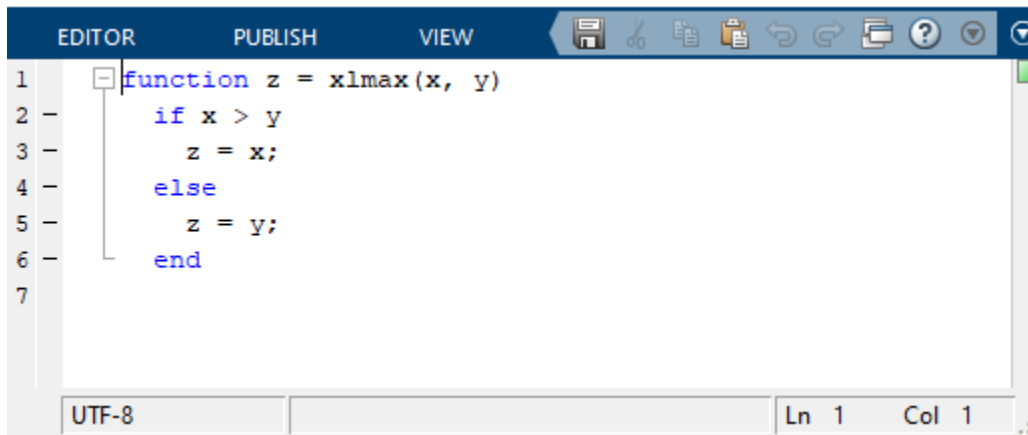 EDITOR PUBLISH VIEW
1 function z = xlmax(x, y)
2 - if x > y
3 - z = x;
4 - else
5 - z = y;
6 - end
7
UTF-8 Ln 1 Col 1